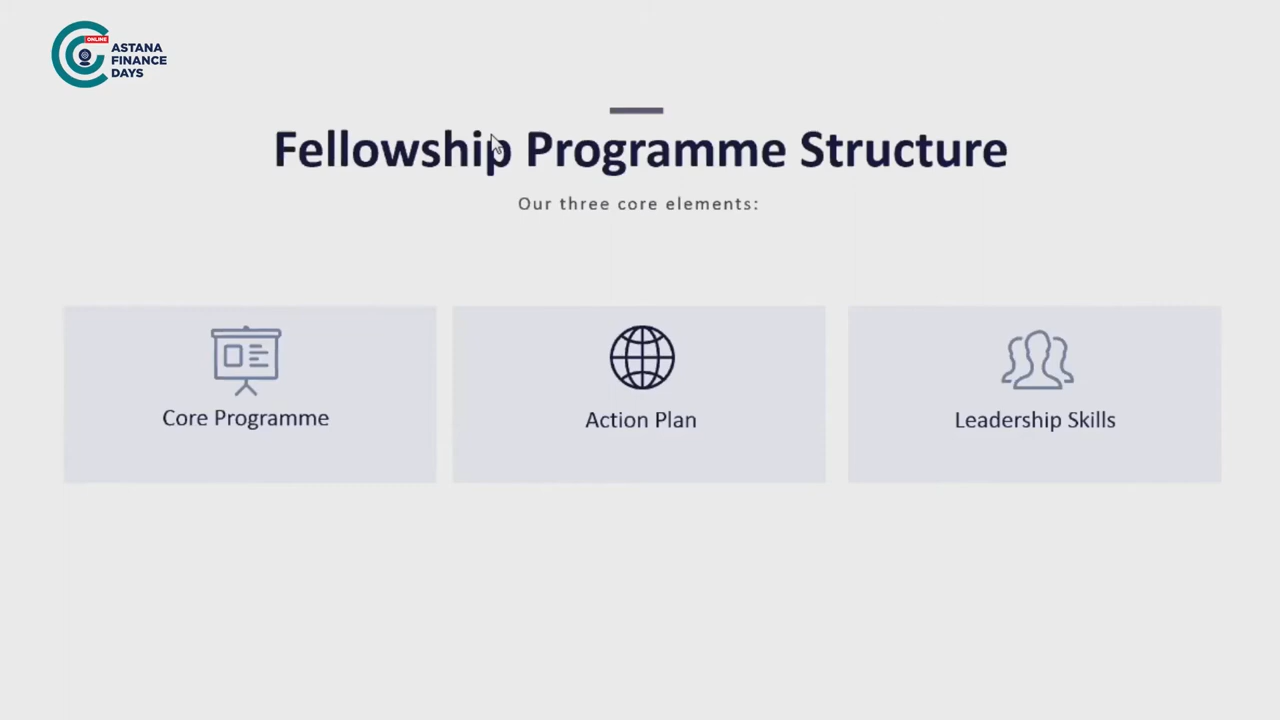 ONLINE
ASTANA
FINANCE
DAYS
Fellowship Programme Structure
Our three core elements:
Core Programme
Action Plan
Leadership Skills